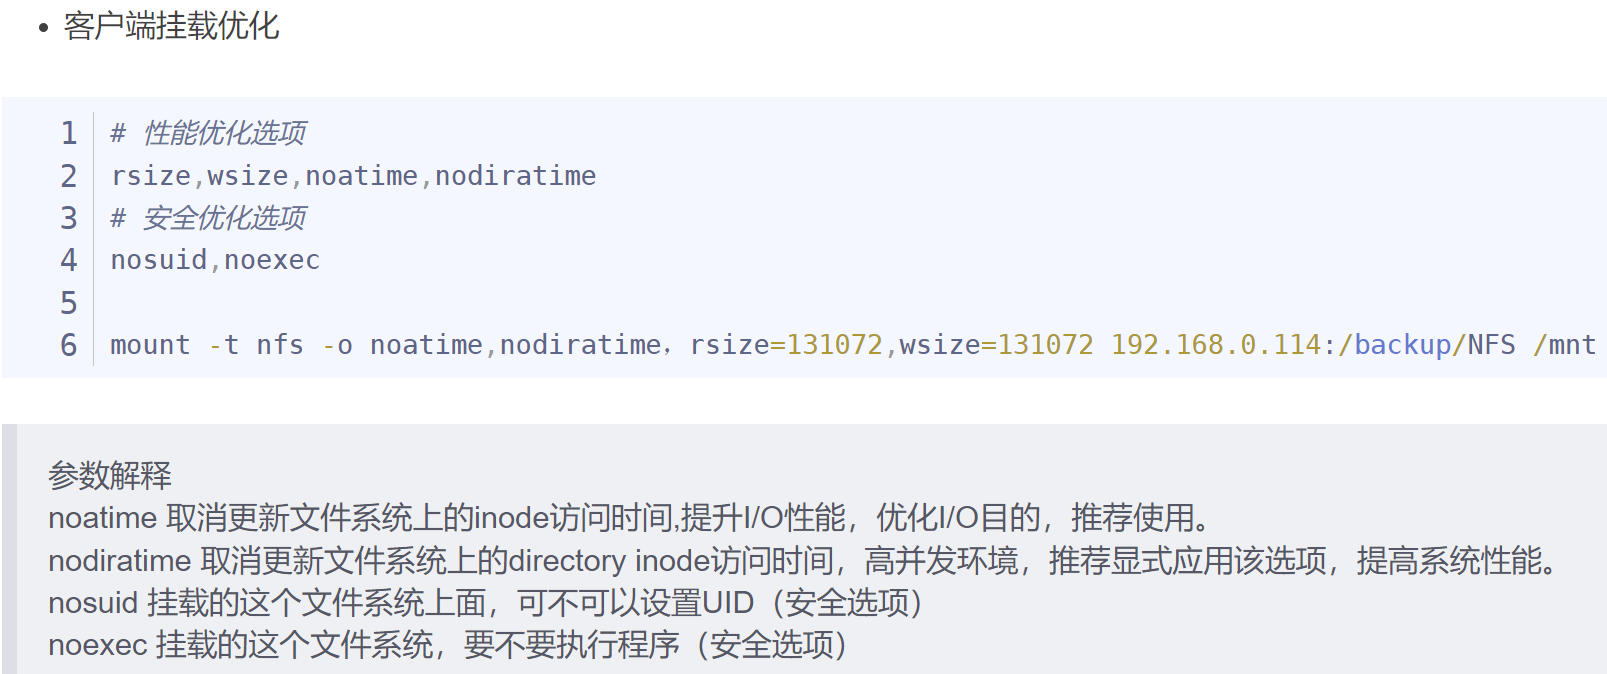 • 客户端挂载优化
1 # 性能优化选项
2 rsize,wsize,noatime,nodiratime
3 # 安全优化选项
4 nosuid,noexec
5
6 mount -t nfs -o noatime,nodiratime，rsize=131072,wsize=131072 192.168.0.114:/backup/NFS /mnt
参数解释
noatime 取消更新文件系统上的inode访问时间,提升I/O性能，优化I/O目的，推荐使用。
nodiratime 取消更新文件系统上的directory inode访问时间，高并发环境，推荐显式应用该选项，提高系统性能。
nosuid 挂载的这个文件系统上面，可不可以设置UID（安全选项）
noexec 挂载的这个文件系统，要不要执行程序（安全选项）